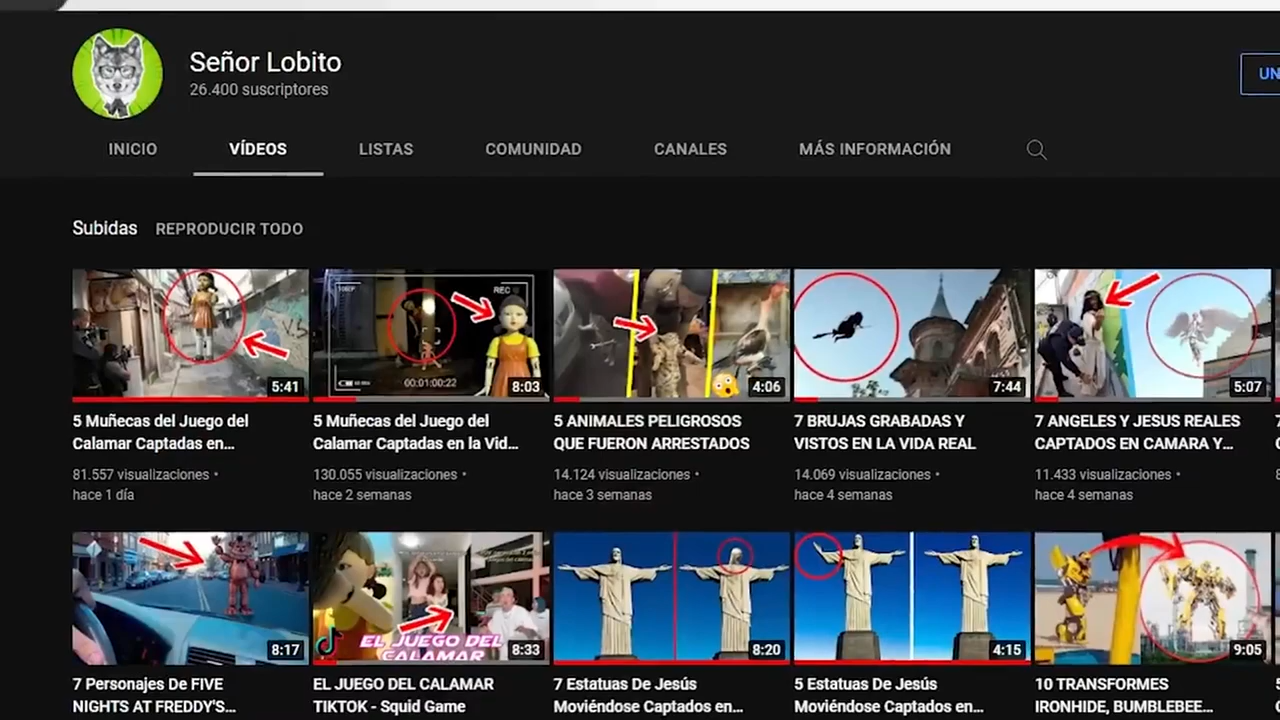 Señor Lobito
26.400 suscriptores
UN
INICIO VÍDEOS LISTAS COMUNIDAD CANALES MÁS INFORMACIÓN
Subidas REPRODUCIR TODO
5:41
REC
00:01:00:22
8:03
4:06
7:44
5:07
5 Muñecas del Juego del
Calamar Captadas en…
81.557 visualizaciones •
hace 1 día
5 Muñecas del Juego del
Calamar Captadas en la Vid…
130.055 visualizaciones •
hace 2 semanas
5 ANIMALES PELIGROSOS
QUE FUERON ARRESTADOS
14.124 visualizaciones •
hace 3 semanas
7 BRUJAS GRABADAS Y
VISTOS EN LA VIDA REAL
14.069 visualizaciones •
hace 4 semanas
7 ANGELES Y JESUS REALES
CAPTADOS EN CAMARA Y…
11.433 visualizaciones •
hace 4 semanas
8:17
EL JUEGO DEL
CALAMAR
8:33
8:20
4:15
9:05
7 Personajes De FIVE
NIGHTS AT FREDDY'S…
EL JUEGO DEL CALAMAR
TIKTOK - Squid Game
7 Estatuas De Jesús
Moviéndose Captados en…
5 Estatuas De Jesús
Moviéndose Captados en…
10 TRANSFORMES
IRONHIDE, BUMBLEBEE…